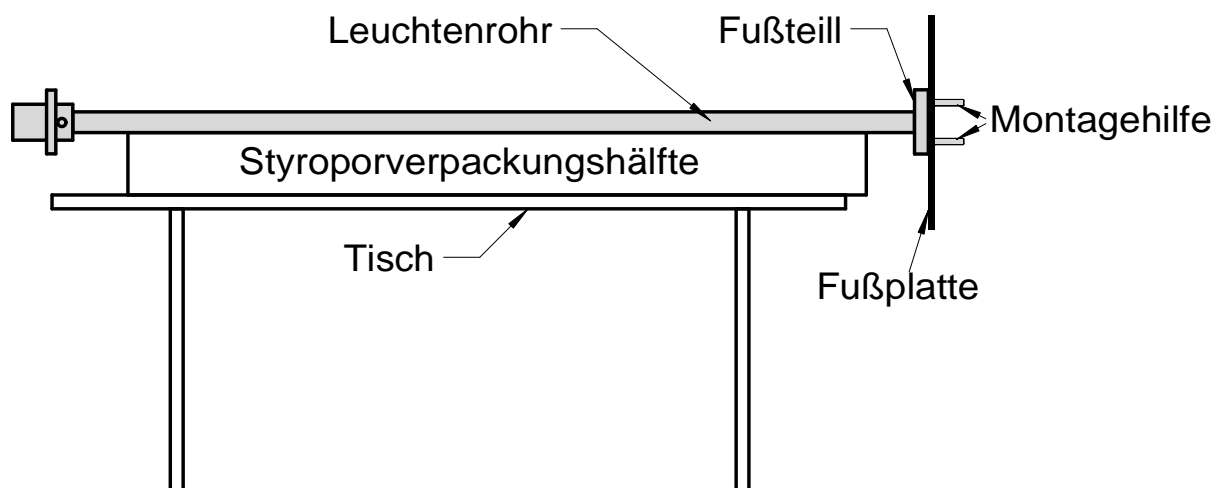 Leuchtenrohr
Fußteill
Montagehilfe
Styroporverpackungshälfte
Tisch
Fußplatte